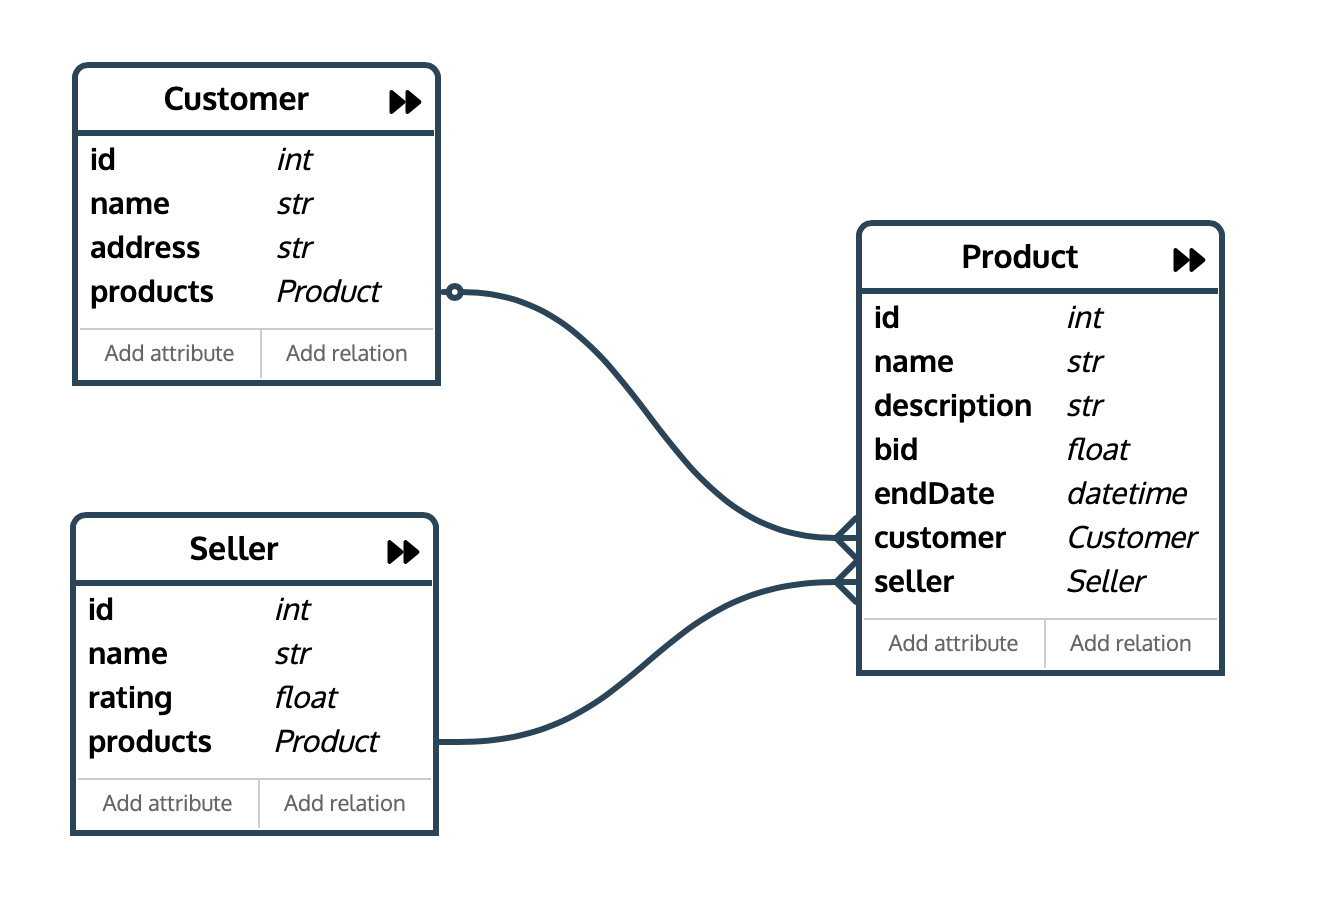 Customer
id int
name str
address str
products Product
Add attribute Add relation
Seller
id int
name str
rating float
products Product
Add attribute Add relation
Product
id int
name str
description str
bid float
endDate datetime
customer Customer
seller Seller
Add attribute Add relation